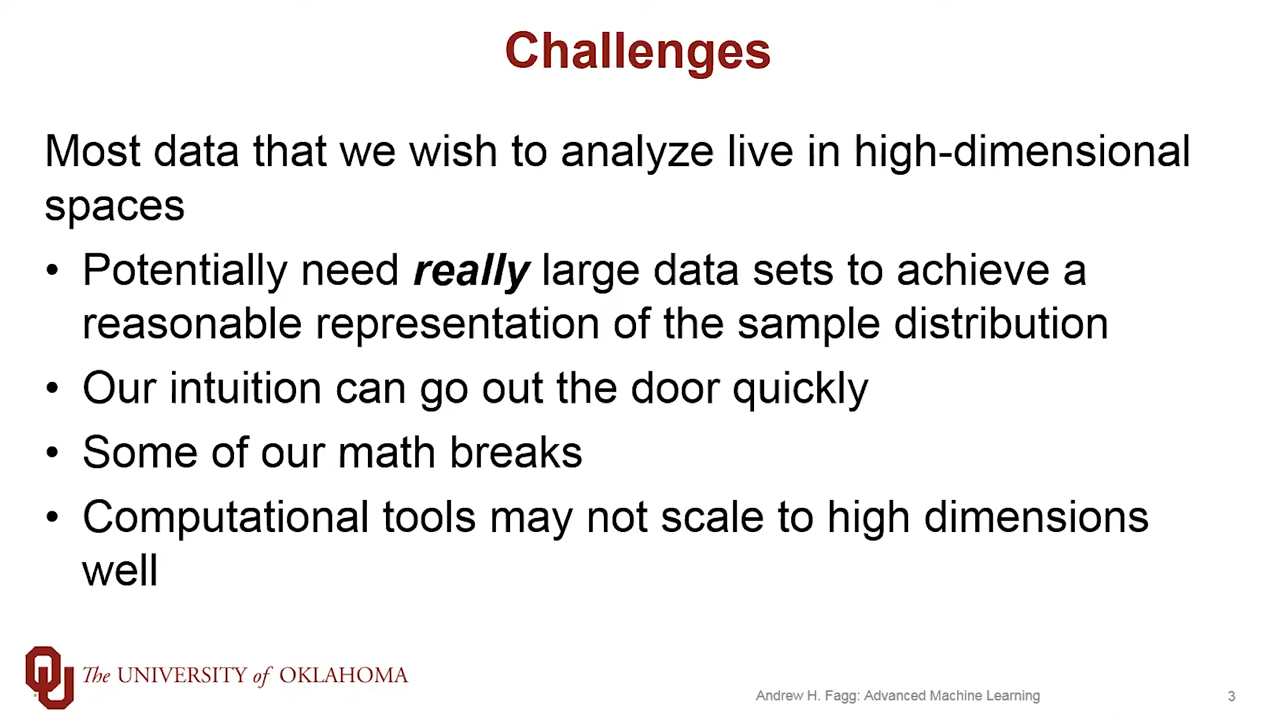 Challenges
Most data that we wish to analyze live in high-dimensional
spaces
• Potentially need really large data sets to achieve a
reasonable representation of the sample distribution
• Our intuition can go out the door quickly
• Some of our math breaks
• Computational tools may not scale to high dimensions
well
OU The UNIVERSITY of OKLAHOMA
Andrew H. Fagg: Advanced Machine Learning
3